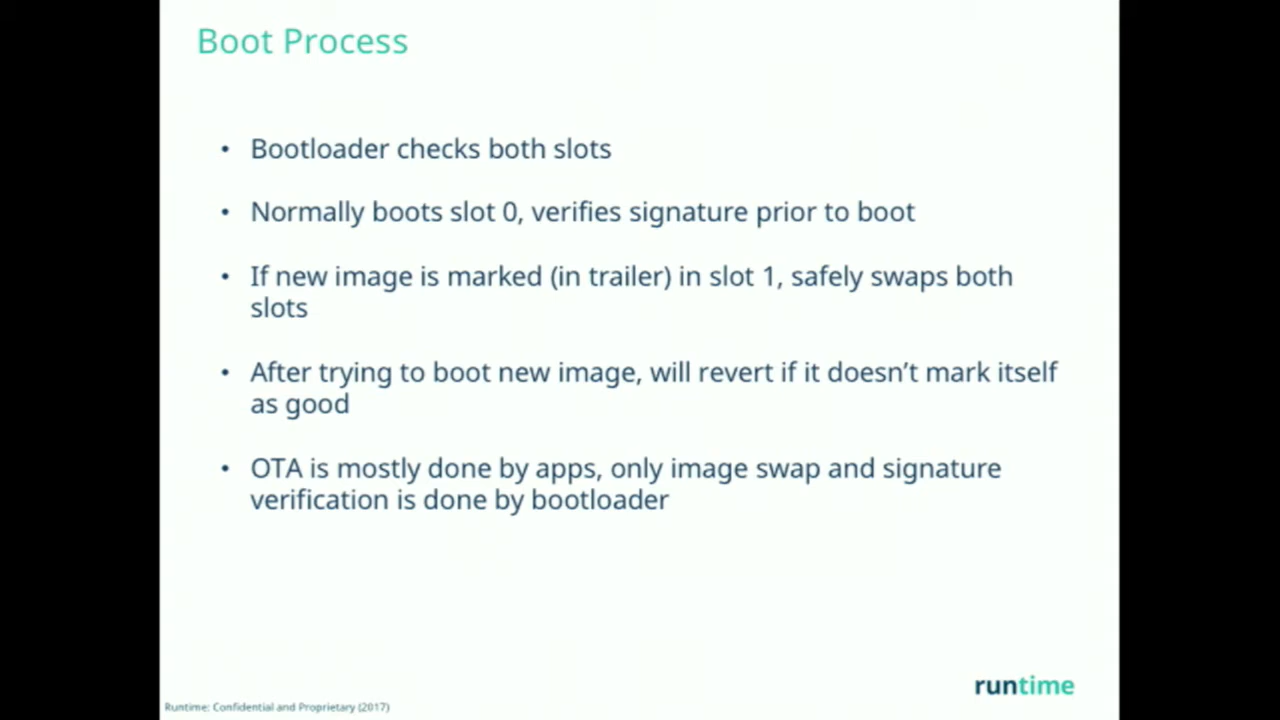 Boot Process
• Bootloader checks both slots
• Normally boots slot 0, verifies signature prior to boot
• If new image is marked (in trailer) in slot 1, safely swaps both
slots
• After trying to boot new image, will revert if it doesn’t mark itself
as good
• OTA is mostly done by apps, only image swap and signature
verification is done by bootloader
runtime
Runtime: Confidential and Proprietary (2017)